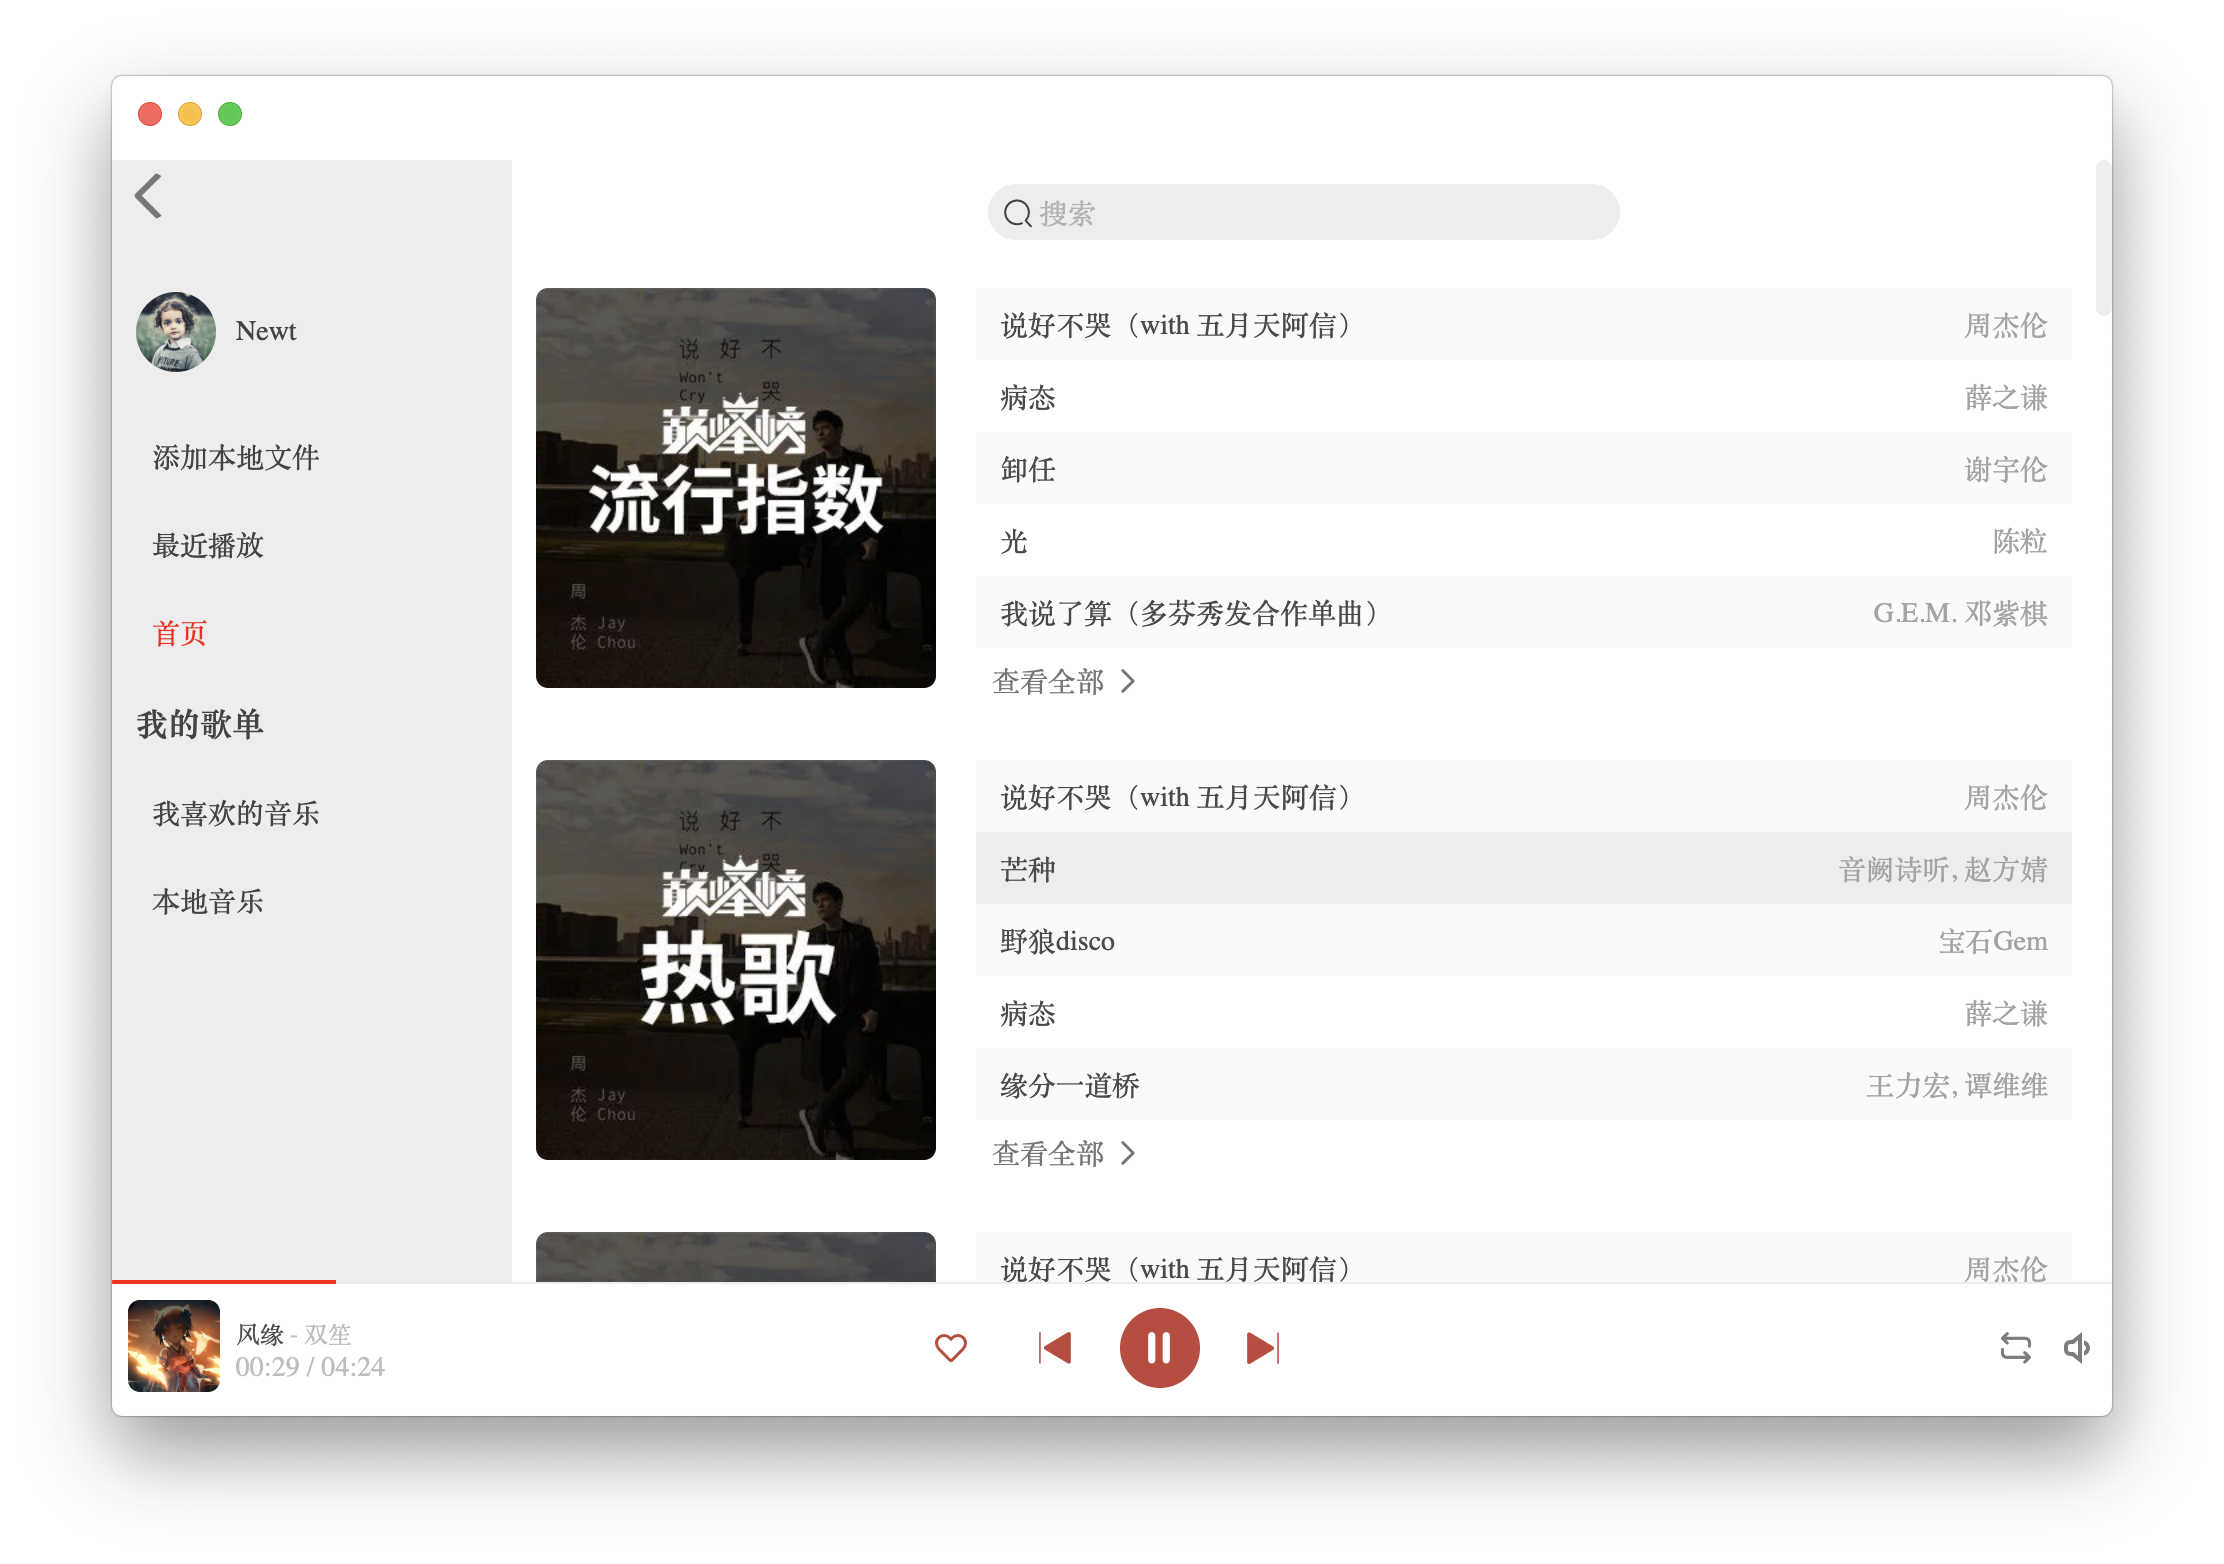 搜索
Newt
添加本地文件
最近播放
首页
我的歌单
我喜欢的音乐
本地音乐
说 好 不
Won't 哭
Cry
巅峰榜
流行指数
周
杰 Jay
伦 Chou
说好不哭（with 五月天阿信） 周杰伦
病态 薛之谦
卸任 谢宇伦
光 陈粒
我说了算（多芬秀发合作单曲） G.E.M. 邓紫棋
查看全部
说 好 不
Won't 哭
Cry
巅峰榜
热歌
周
杰 Jay
伦 Chou
说好不哭（with 五月天阿信） 周杰伦
芒种 音阙诗听, 赵方婧
野狼disco 宝石Gem
病态 薛之谦
缘分一道桥 王力宏, 谭维维
查看全部
说好不哭（with 五月天阿信） 周杰伦
风缘 - 双笙
00:29 / 04:24